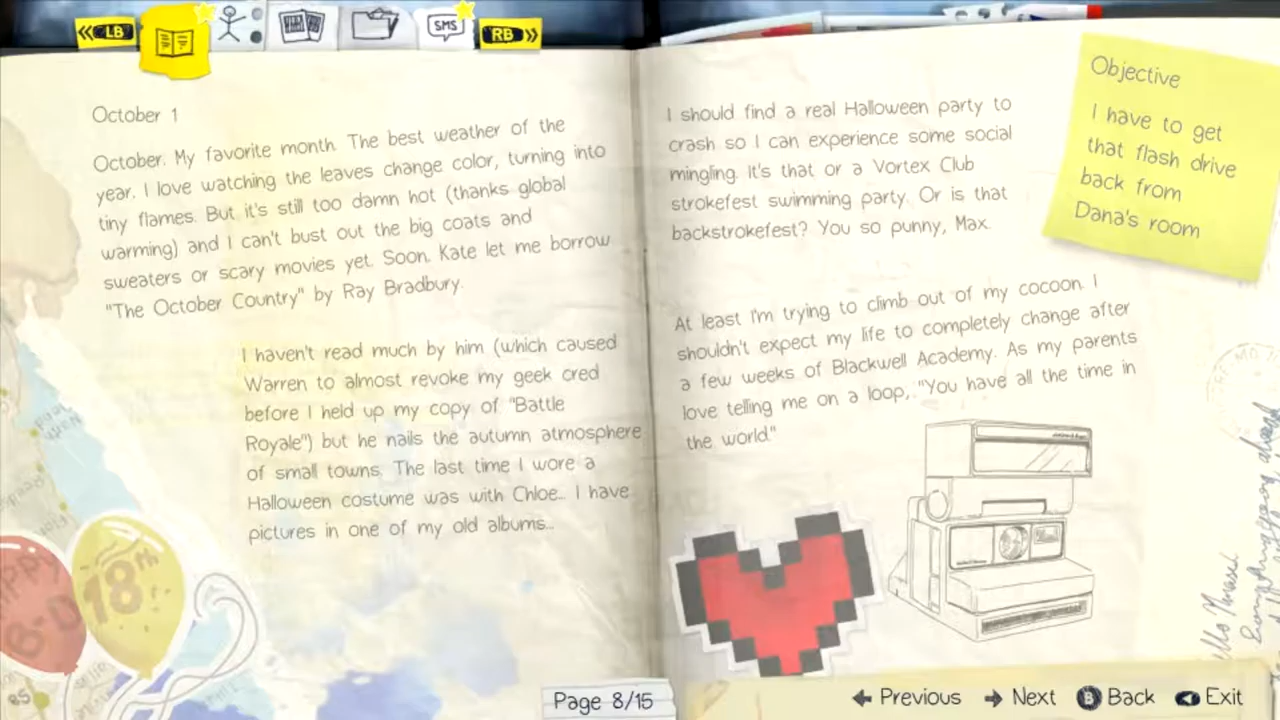 LB
SMS
RB
October 1
October. My favorite month. The best weather of the
year. I love watching the leaves change color, turning into
tiny flames. But it's still too damn hot (thanks global
warming) and I can't bust out the big coats and
sweaters or scary movies yet. Soon. Kate let me borrow
"The October Country" by Ray Bradbury.
I haven't read much by him (which caused
Warren to almost revoke my geek cred
before I held up my copy of "Battle
Royale") but he nails the autumn atmosphere
of small towns. The last time I wore a
Halloween costume was with Chloe... I have
pictures in one of my old albums...
HAPPY
B-D
18TH
I should find a real Halloween party to
crash so I can experience some social
mingling. It's that or a Vortex Club
strokefest swimming party. Or is that
backstrokefest? You so punny, Max.
At least I'm trying to climb out of my cocoon. I
shouldn't expect my life to completely change after
a few weeks of Blackwell Academy. As my parents
love telling me on a loop,. "You have all the time in
the world."
Objective
I have to get
that flash drive
back from
Dana's room
Page 8/15
Previous
Next
B Back
Exit